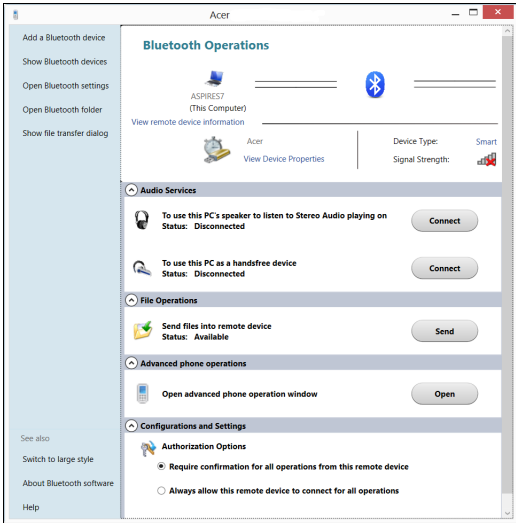 Acer
Add a Bluetooth device
Show Bluetooth devices
Open Bluetooth settings
Open Bluetooth folder
Show file transfer dialog
See also
Switch to large style
About Bluetooth software
Help
Bluetooth Operations
ASPIRES7
(This Computer)
View remote device information
Acer
View Device Properties
Device Type: Smart
Signal Strength:
Audio Services
To use this PC's speaker to listen to Stereo Audio playing on
Status: Disconnected
Connect
To use this PC as a handsfree device
Status: Disconnected
Connect
File Operations
Send files into remote device
Status: Available
Send
Advanced phone operations
Open advanced phone operation window
Open
Configurations and Settings
Authorization Options
Require confirmation for all operations from this remote device
Always allow this remote device to connect for all operations